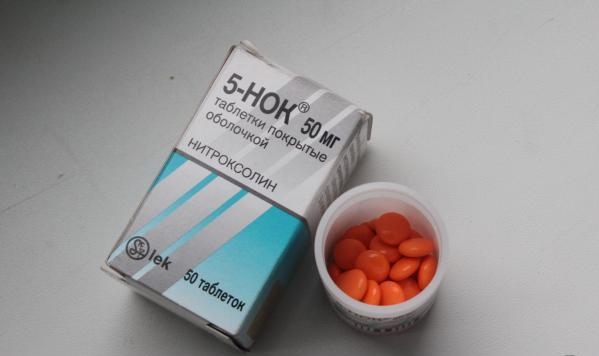 5-НОК® 50 мг
таблетки покрытые
оболочкой
НИТРОКСОЛИН
lek
50 таблеток